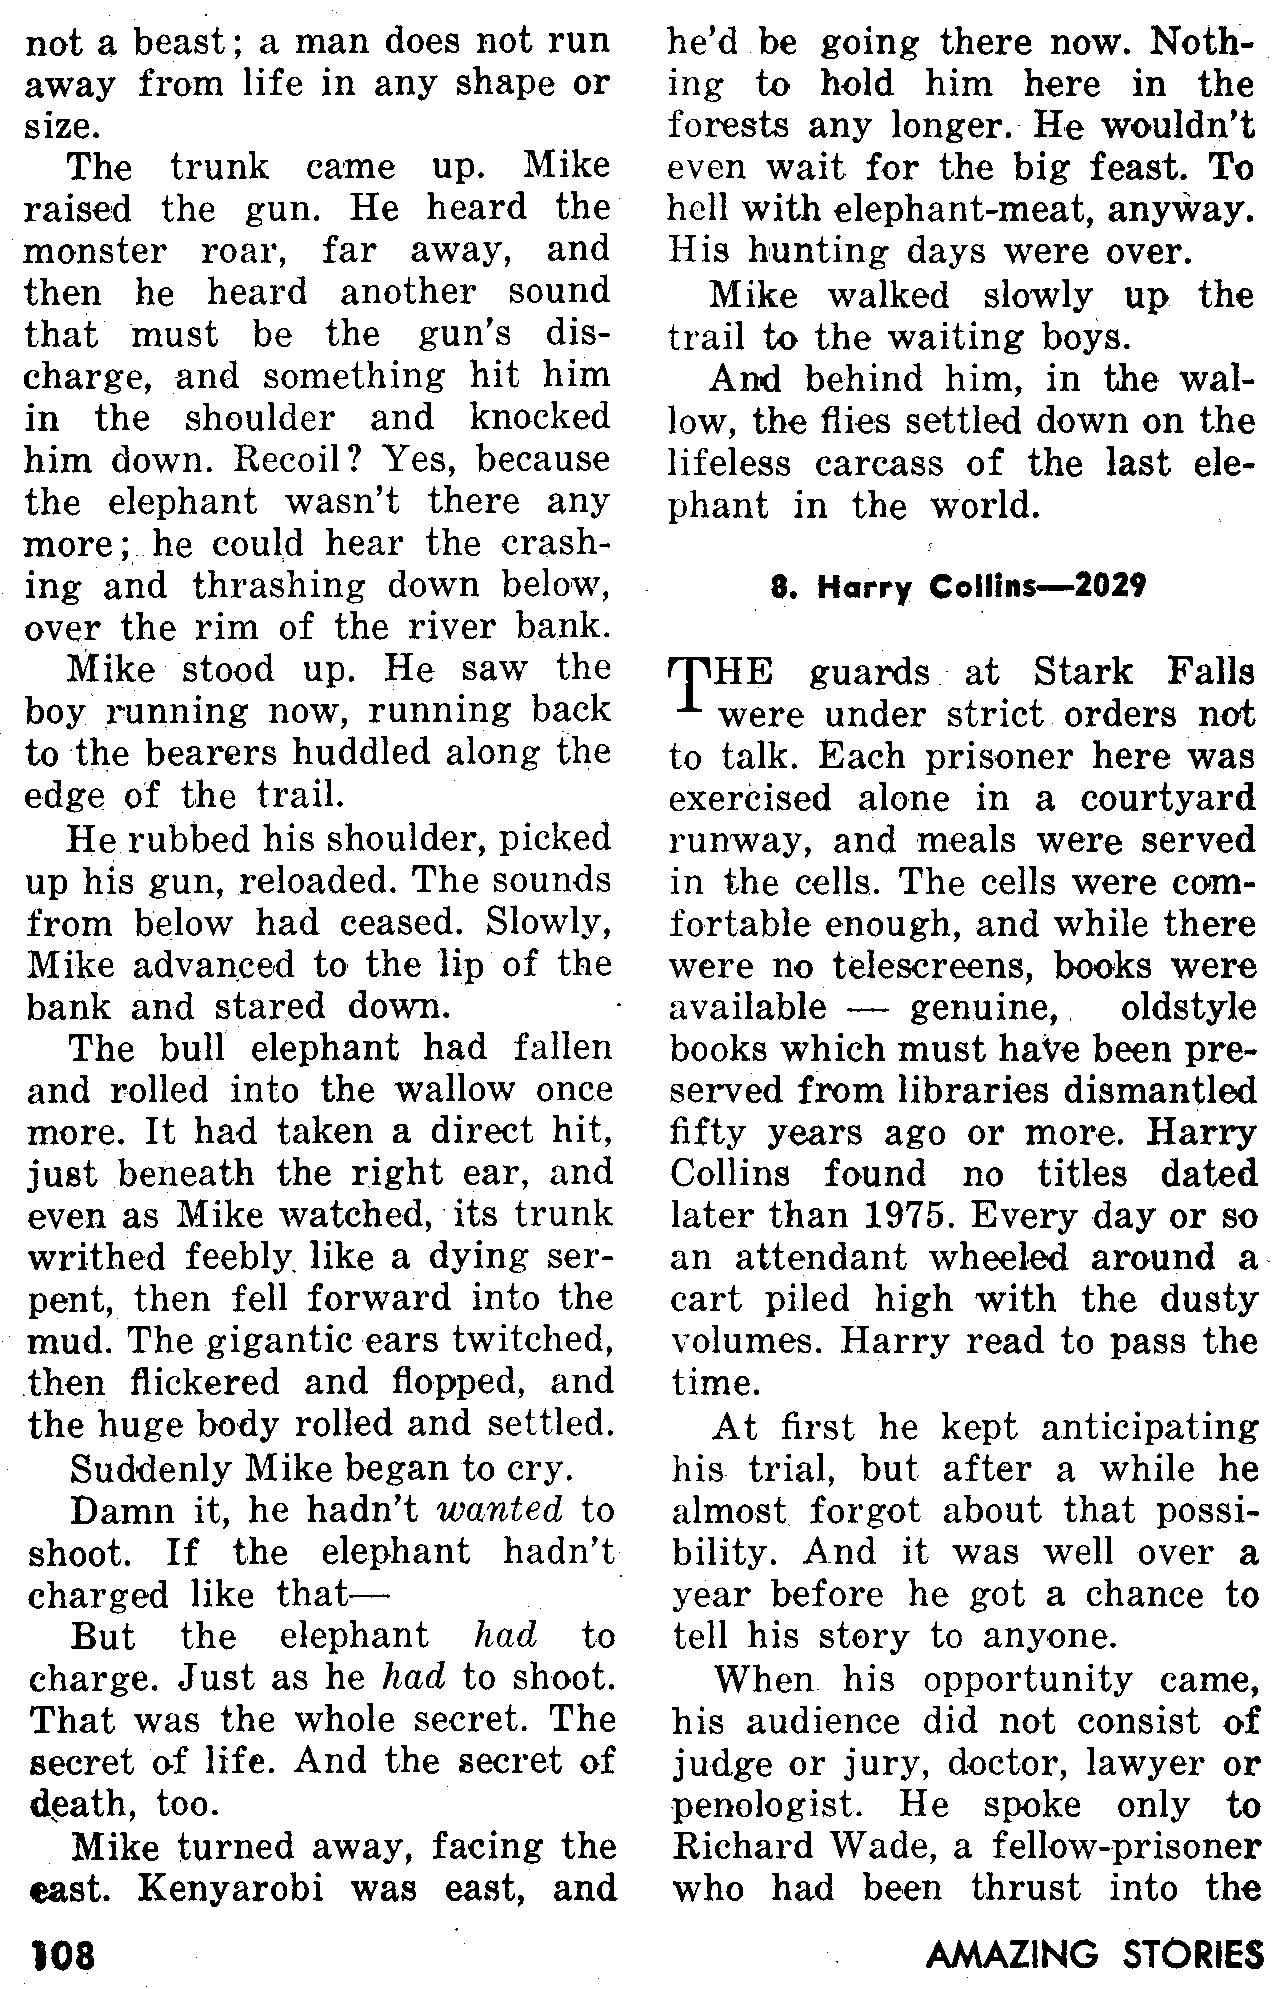 not a beast; a man does not run
away from life in any shape or
size.
The trunk came up. Mike
raised the gun. He heard the
monster roar, far away, and
then he heard another sound
that must be the gun's dis-
charge, and something hit him
in the shoulder and knocked
him down. Recoil? Yes, because
the elephant wasn't there any
more; he could hear the crash-
ing and thrashing down below,
over the rim of the river bank.
Mike stood up. He saw the
boy running now, running back
to the bearers huddled along the
edge of the trail.
He rubbed his shoulder, picked
up his gun, reloaded. The sounds
from below had ceased. Slowly,
Mike advanced to the lip of the
bank and stared down.
The bull elephant had fallen
and rolled into the wallow once
more. It had taken a direct hit,
just beneath the right ear, and
even as Mike watched, its trunk
writhed feebly like a dying ser-
pent, then fell forward into the
mud. The gigantic ears twitched,
then flickered and flopped, and
the huge body rolled and settled.
Suddenly Mike began to cry.
Damn it, he hadn't wanted to
shoot. If the elephant hadn't
charged like that—
But the elephant had to
charge. Just as he had to shoot.
That was the whole secret. The
secret of life. And the secret of
death, too.
Mike turned away, facing the
east. Kenyarobi was east, and
he'd be going there now. Noth-
ing to hold him here in the
forests any longer. He wouldn't
even wait for the big feast. To
hell with elephant-meat, anyway.
His hunting days were over.
Mike walked slowly up the
trail to the waiting boys.
And behind him, in the wal-
low, the flies settled down on the
lifeless carcass of the last ele-
phant in the world.
8. Harry Collins—2029
THE guards at Stark Falls
were under strict orders not
to talk. Each prisoner here was
exercised alone in a courtyard
runway, and meals were served
in the cells. The cells were com-
fortable enough, and while there
were no telescreens, books were
available — genuine, oldstyle
books which must have been pre-
served from libraries dismantled
fifty years ago or more. Harry
Collins found no titles dated
later than 1975. Every day or so
an attendant wheeled around a
cart piled high with the dusty
volumes. Harry read to pass the
time.
At first he kept anticipating
his trial, but after a while he
almost forgot about that possi-
bility. And it was well over a
year before he got a chance to
tell his story to anyone.
When his opportunity came,
his audience did not consist of
judge or jury, doctor, lawyer or
penologist. He spoke only to
Richard Wade, a fellow-prisoner
who had been thrust into the
108
AMAZING STORIES